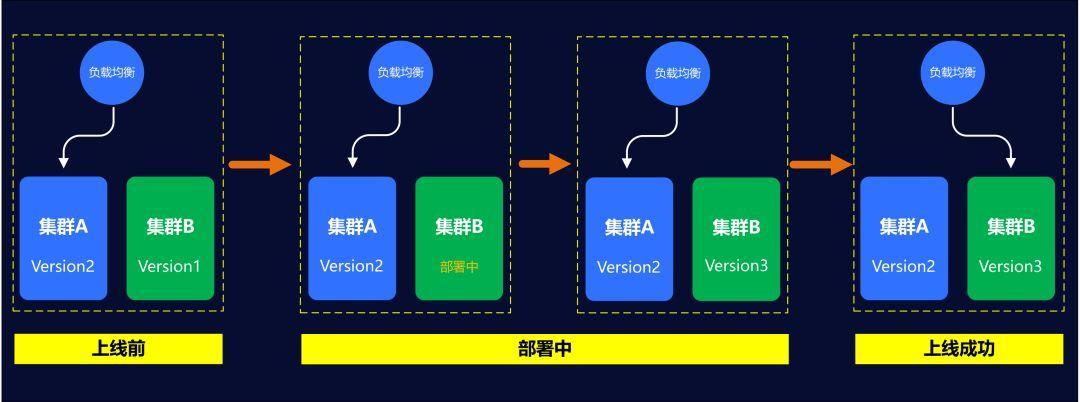 负载均衡
集群A
Version2
集群B
Version1
负载均衡
集群A
Version2
集群B
部署中
负载均衡
集群A
Version2
集群B
Version3
负载均衡
集群A
Version2
集群B
Version3
上线前
部署中
上线成功